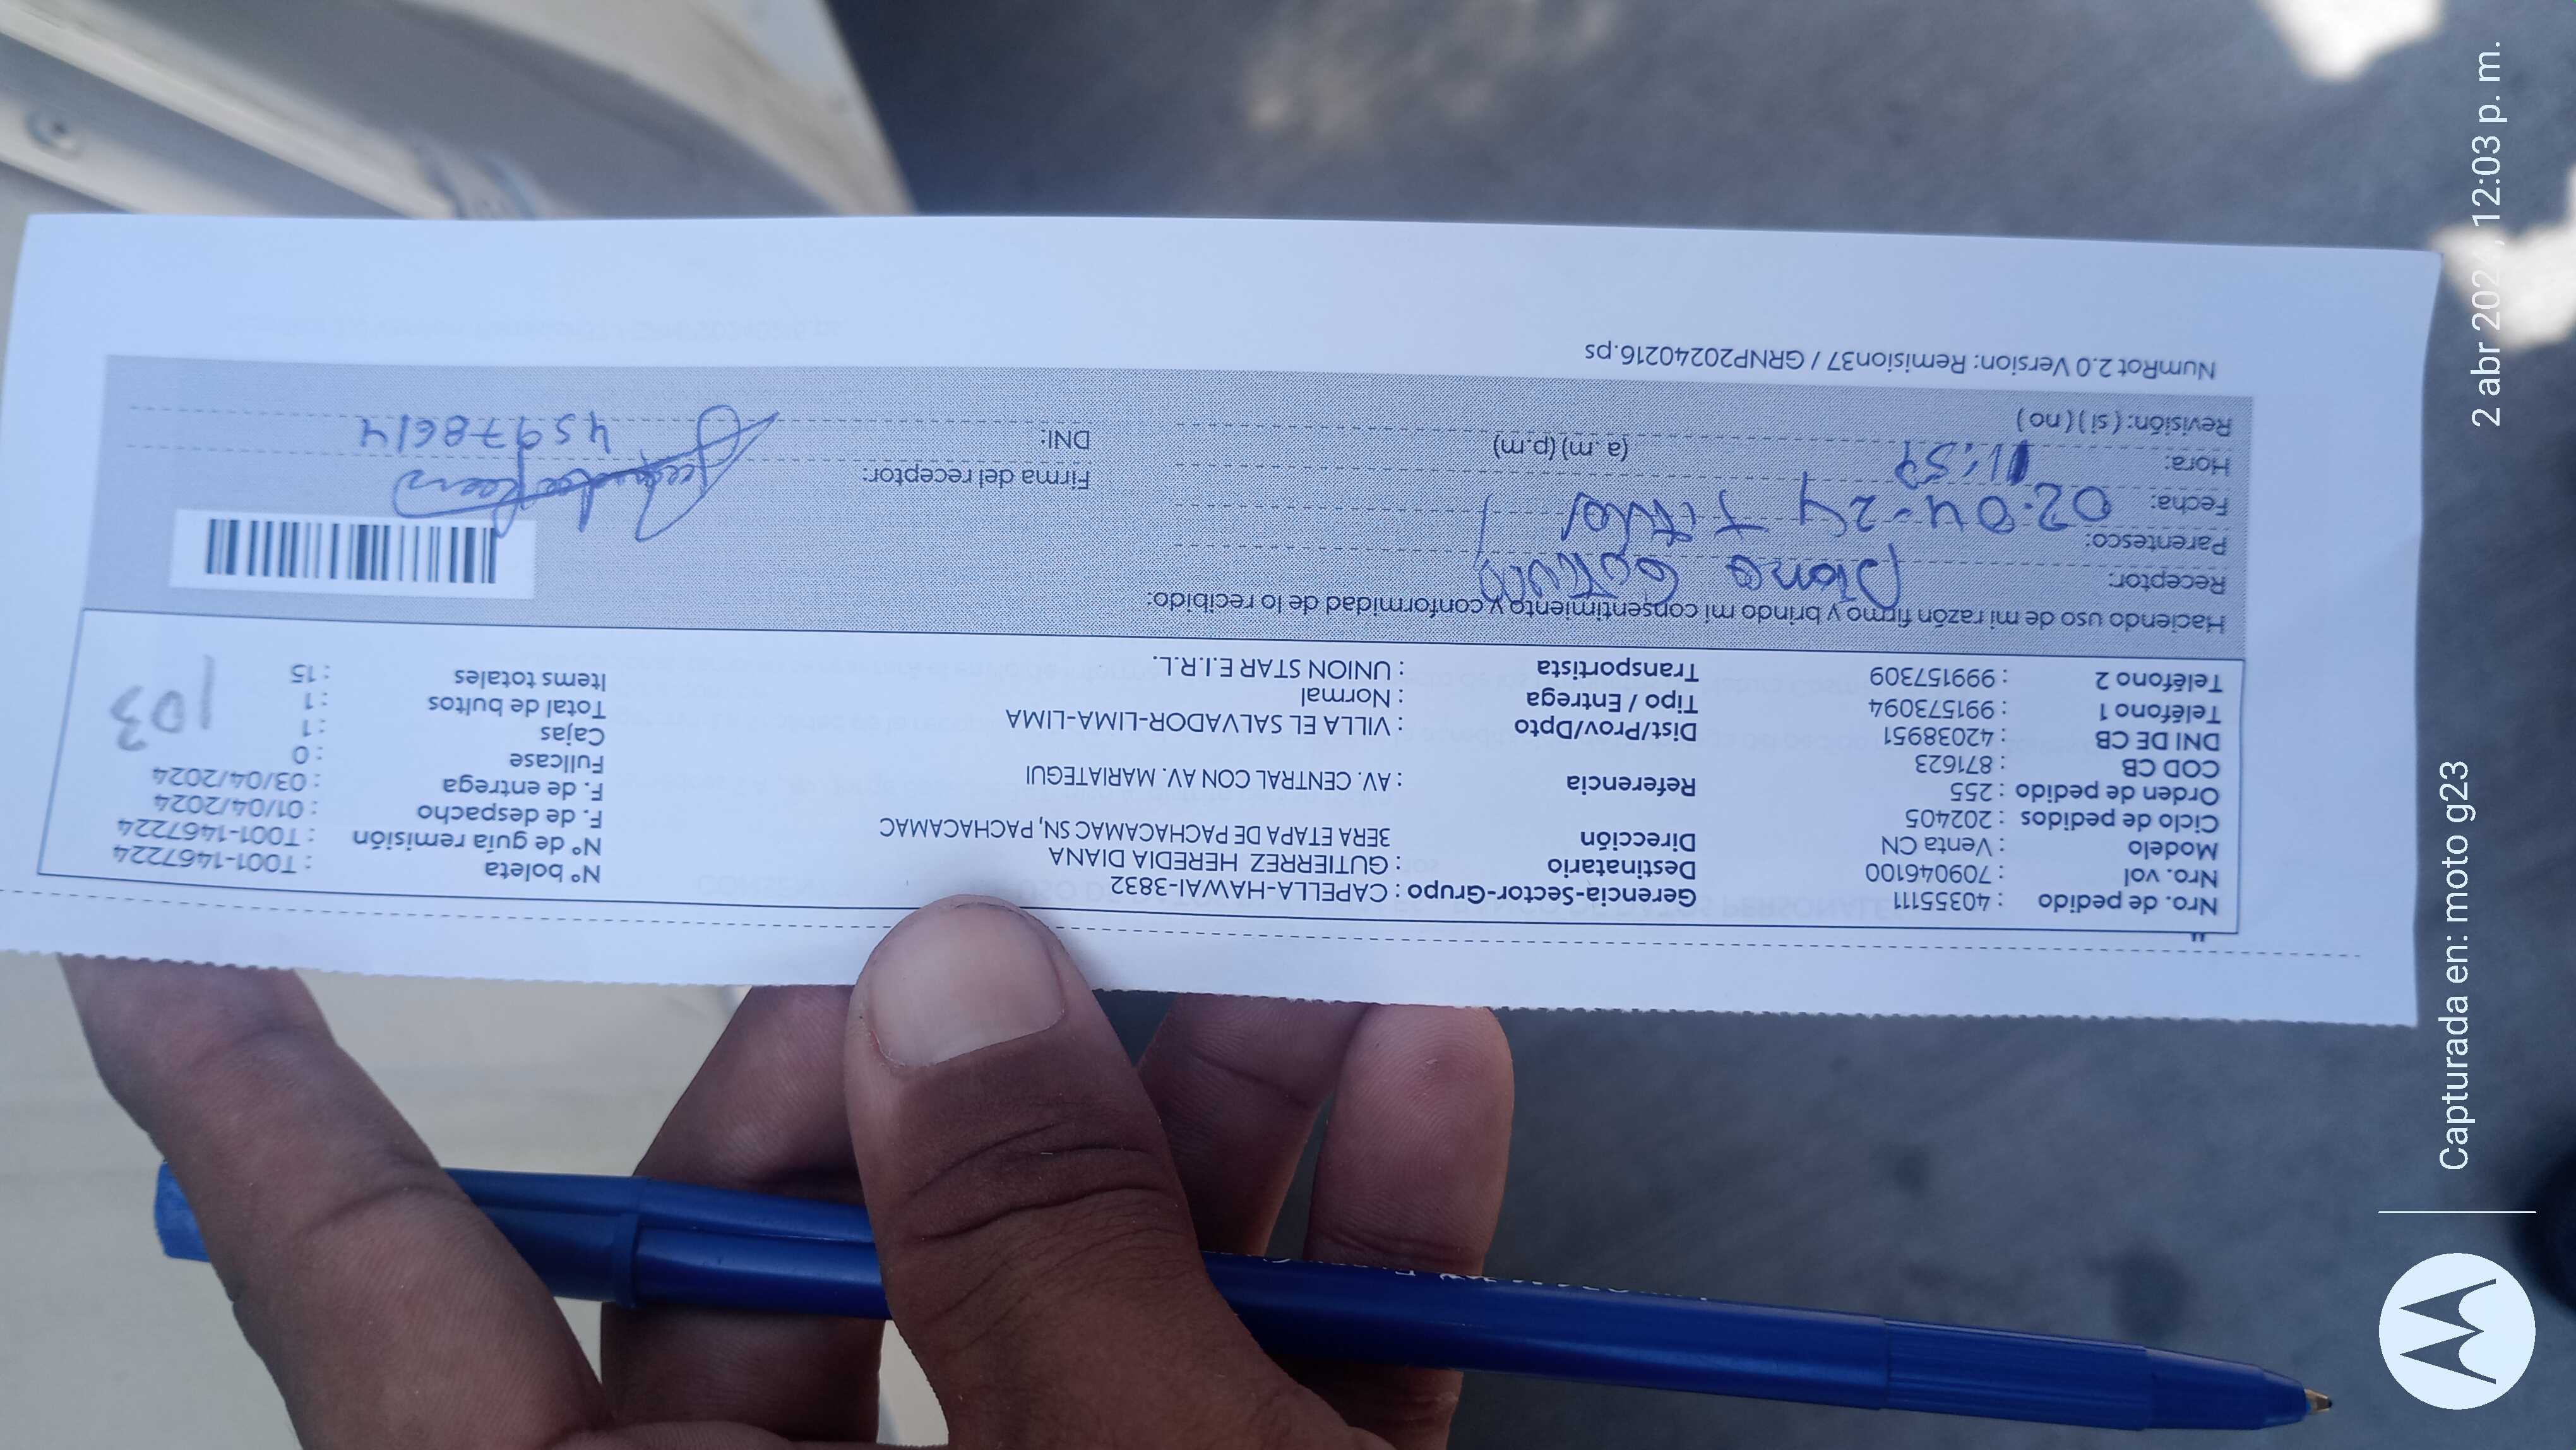 Nro. de pedido : 40355111
Nro. vol : 709046100
Modelo : Venta CN
Ciclo de pedidos : 202405
Orden de pedido : 255
COD CB : 871623
DNI DE CB : 42038951
Teléfono 1 : 991573094
Teléfono 2 : 999157309
Gerencia-Sector-Grupo : CAPELLA-HAWAI-3832
Destinatario : GUTIERREZ HEREDIA DIANA
Dirección 3ERA ETAPA DE PACHACAMAC SN, PACHACAMAC
Referencia : AV. CENTRAL CON AV. MARIATEGUI
Dist/Prov/Dpto : VILLA EL SALVADOR-LIMA-LIMA
Tipo / Entrega : Normal
Transportista : UNION STAR E.I.R.L.
N° boleta : T001-1467224
N° de guía remisión : T001-1467224
F. de despacho : 01/04/2024
F. de entrega : 03/04/2024
Fullcase : 0
Cajas : 1
Total de bultos : 1
Items totales : 15
103
Haciendo uso de mi razón firmo y brindo mi consentimiento y conformidad de lo recibido:
Receptor: Diana
Parentesco: titular
Fecha: 02-04-24
Hora: 11:57 (a.m) (p.m)
Revisión: ( si ) ( no )
Firma del receptor:
DNI: 45978614
NumRot 2.0 Version: Remision37 / GRNP20240216.ps
Capturada en: moto g23
2 abr 2024, 12:03 p. m.